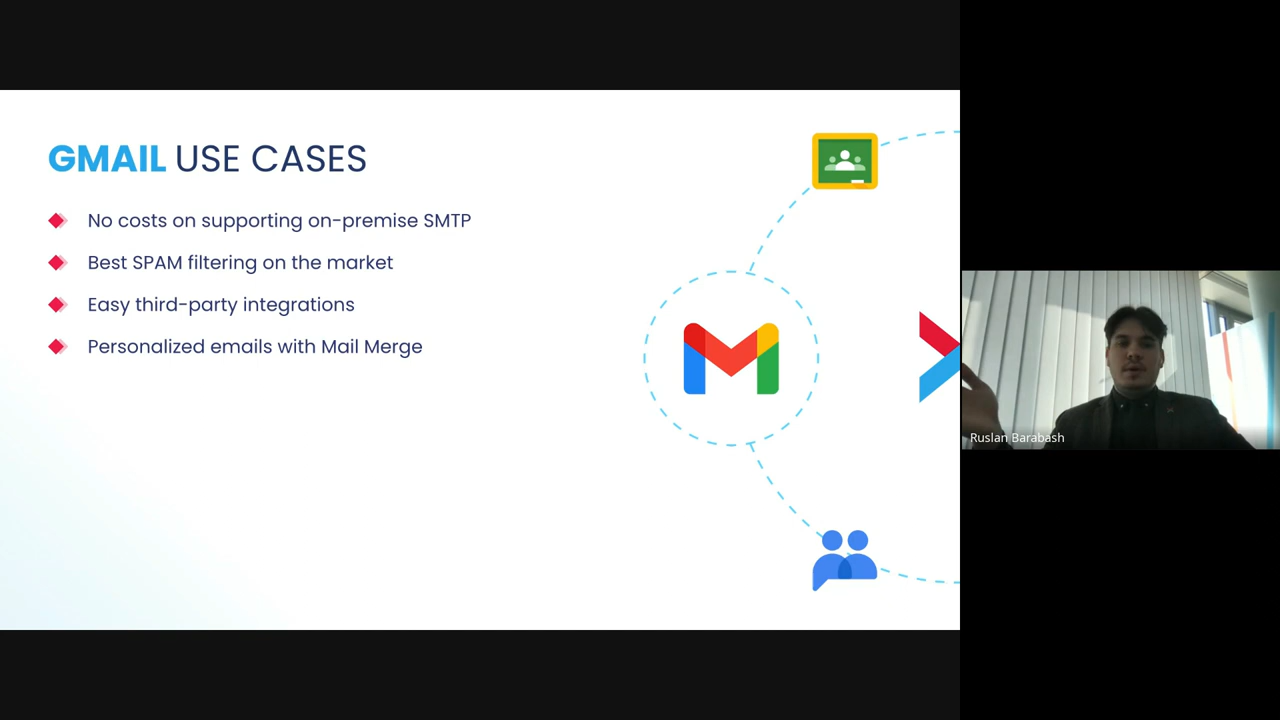 GMAIL USE CASES
No costs on supporting on-premise SMTP
Best SPAM filtering on the market
Easy third-party integrations
Personalized emails with Mail Merge
Ruslan Barabash